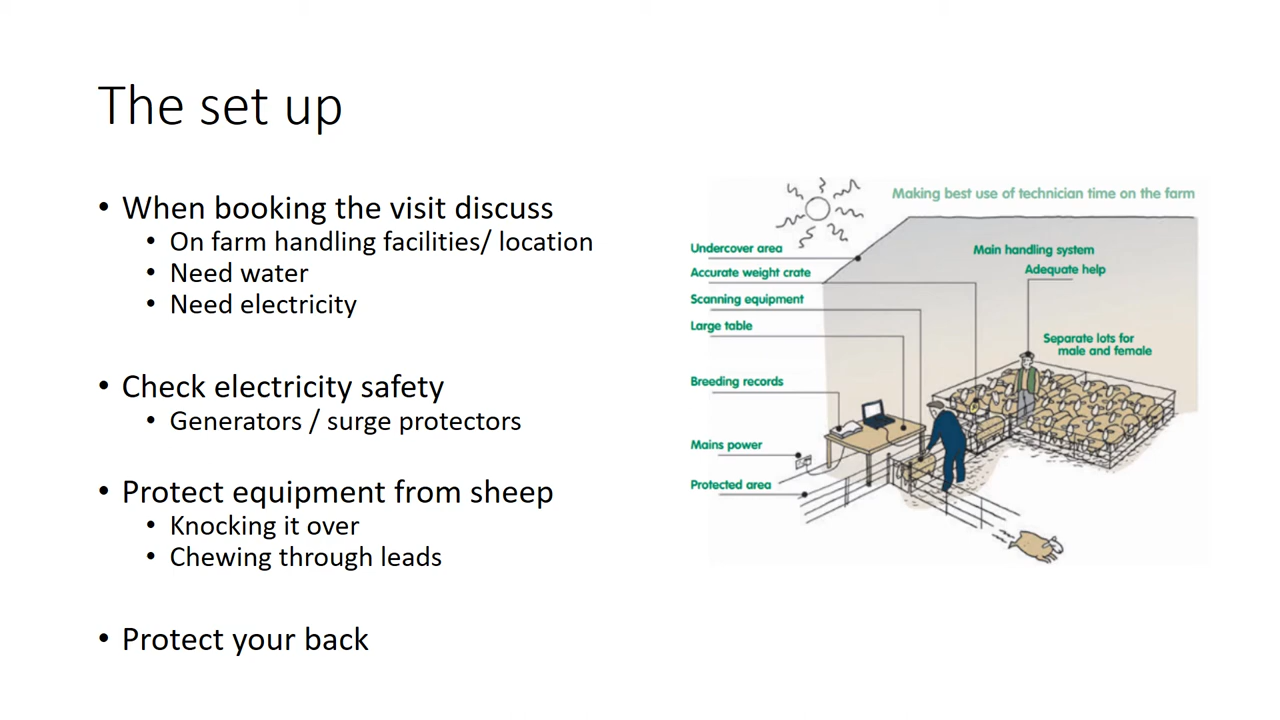 The set up
• When booking the visit discuss
• On farm handling facilities/ location
• Need water
• Need electricity
• Check electricity safety
• Generators / surge protectors
• Protect equipment from sheep
• Knocking it over
• Chewing through leads
• Protect your back
Making best use of technician time on the farm
Undercover area
Accurate weight crate
Scanning equipment
Large table
Breeding records
Mains power
Protected area
Main handling system
Adequate help
Separate lots for
male and female